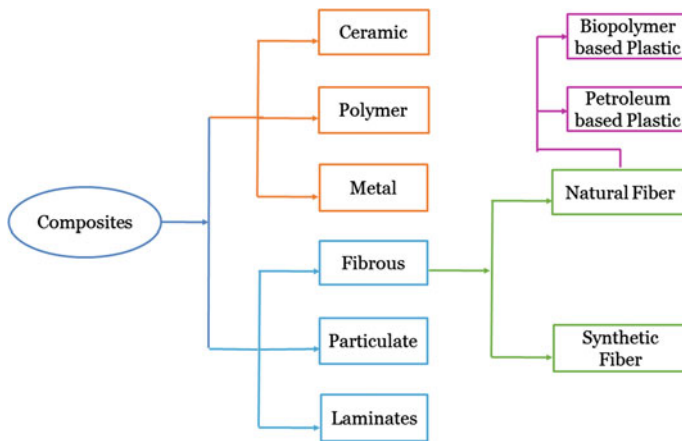 Ceramic
Polymer
Metal
Composites
Fibrous
Particulate
Laminates
Biopolymer
based Plastic
Petroleum
based Plastic
Natural Fiber
Synthetic
Fiber